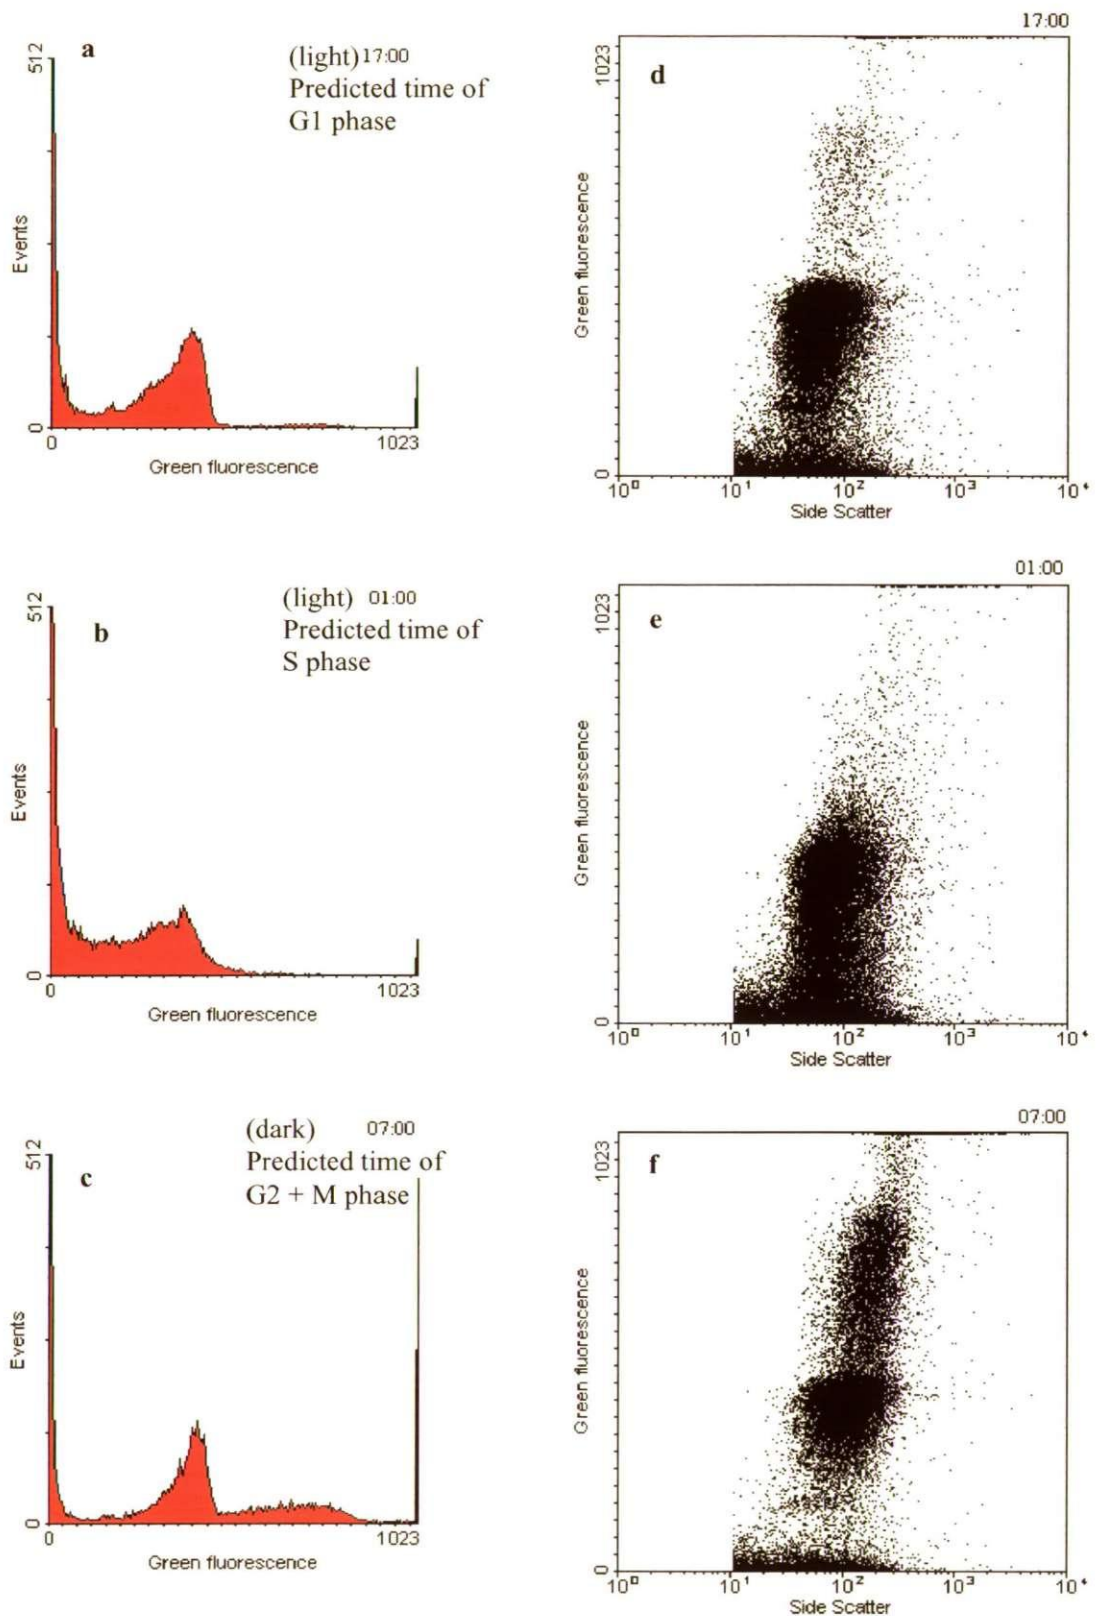 a
(light) 17:00
Predicted time of
G1 phase
512
Events
0
0
1023
Green fluorescence
17:00
d
1023
Green fluorescence
0
10⁰
10¹
10²
10³
10⁴
Side Scatter
b
(light) 01:00
Predicted time of
S phase
512
Events
0
0
1023
Green fluorescence
01:00
e
1023
Green fluorescence
0
10⁰
10¹
10²
10³
10⁴
Side Scatter
c
(dark) 07:00
Predicted time of
G2 + M phase
512
Events
0
0
1023
Green fluorescence
07:00
f
1023
Green fluorescence
0
10⁰
10¹
10²
10³
10⁴
Side Scatter